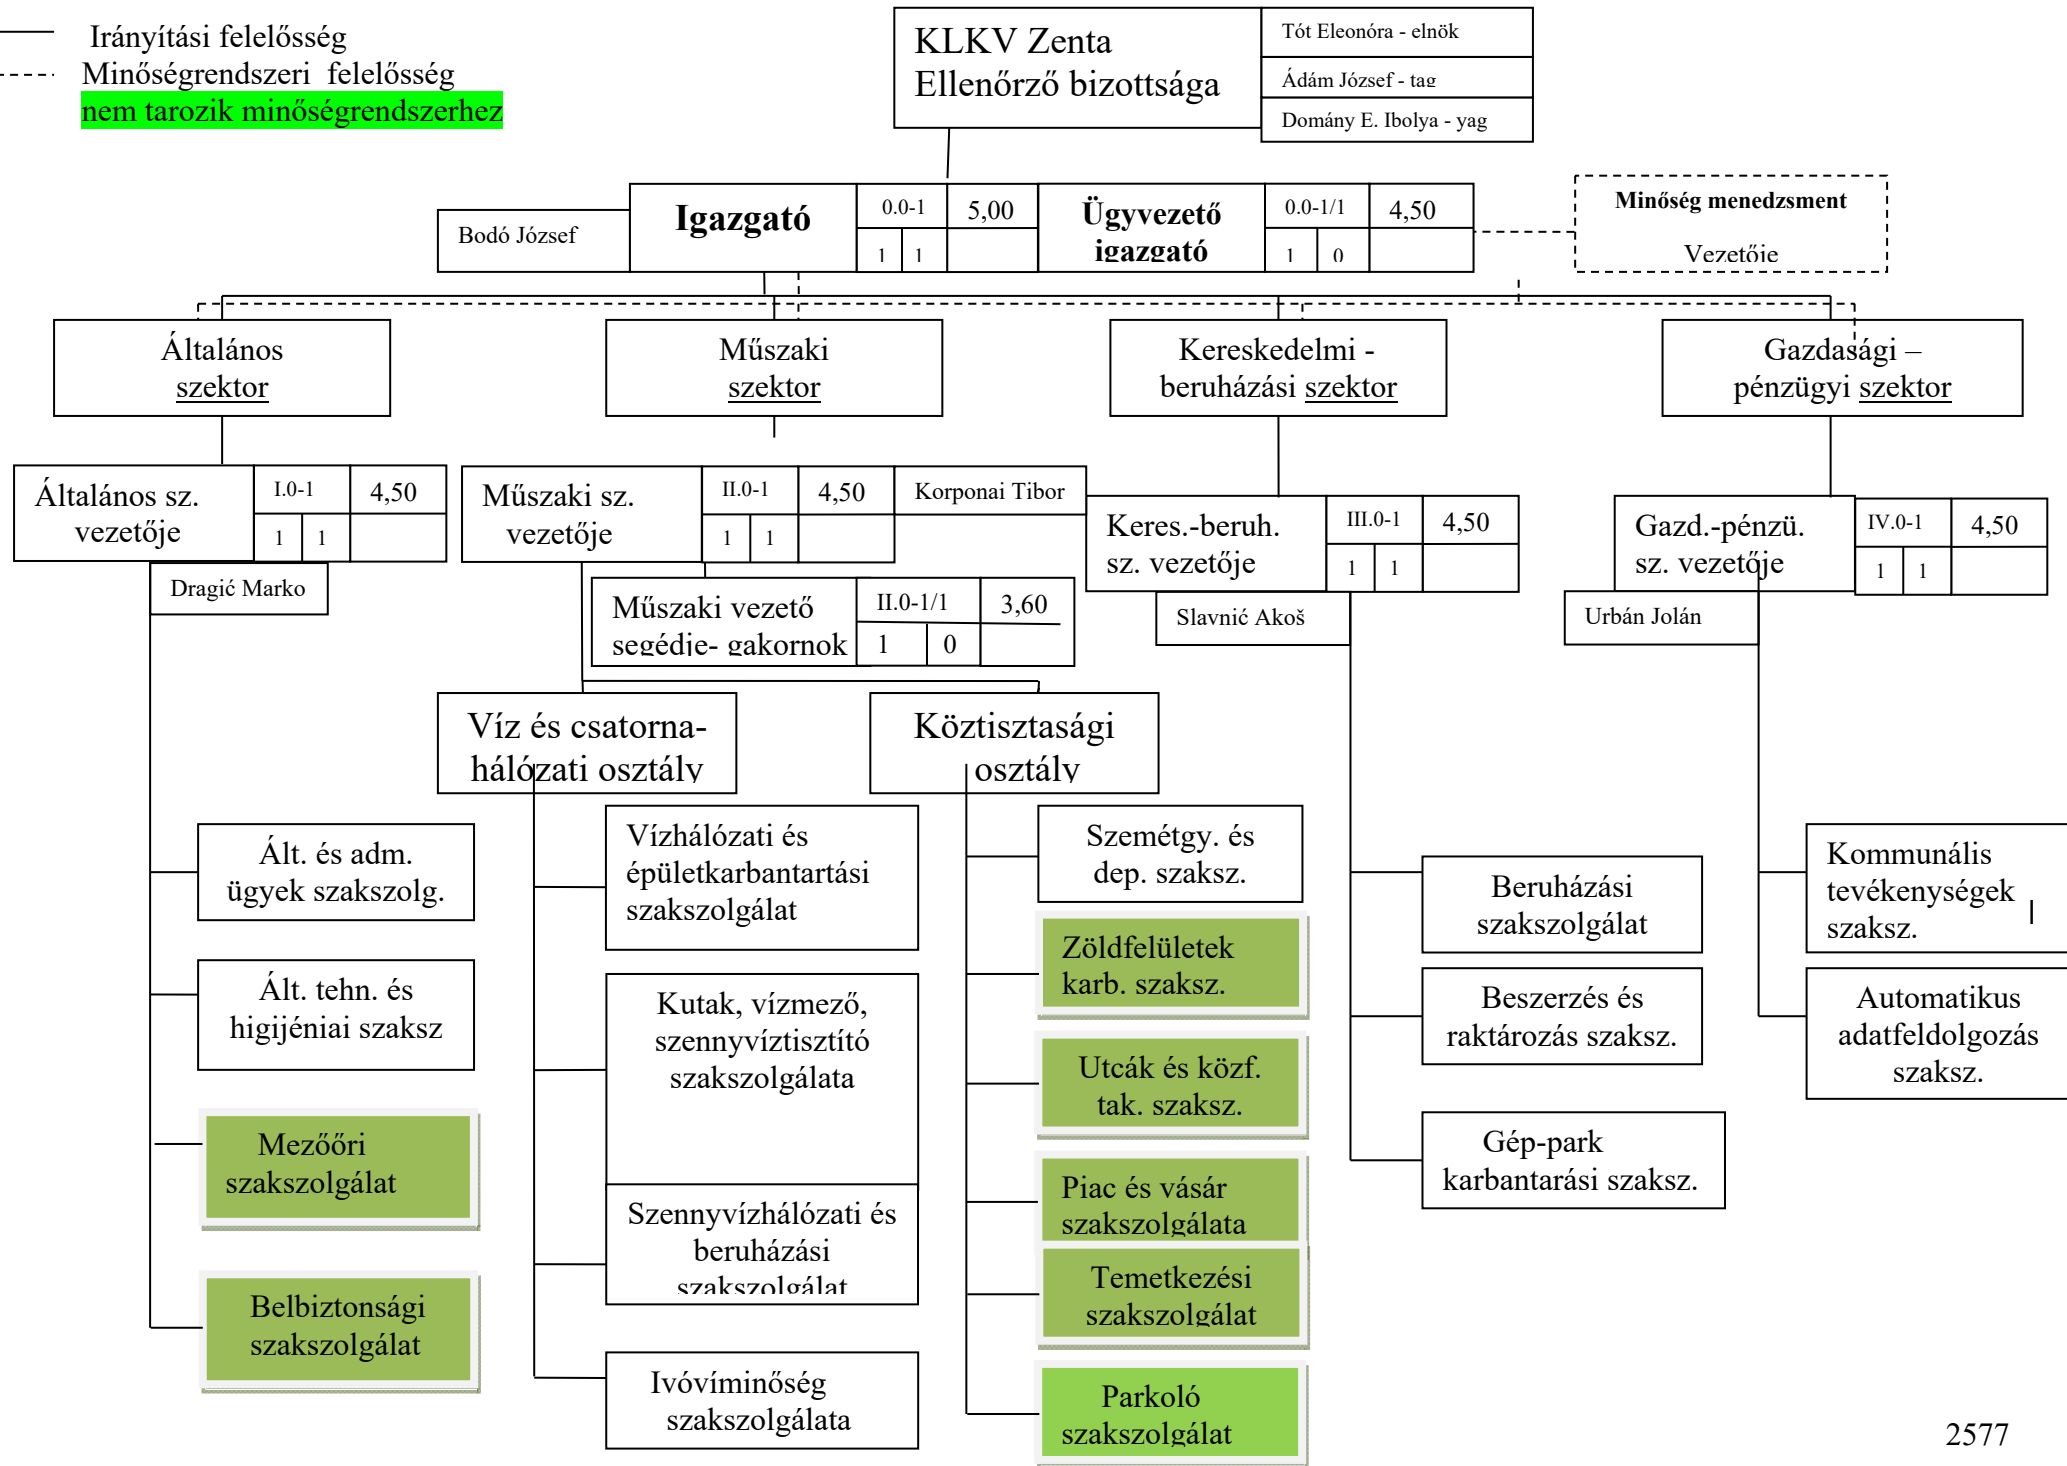 Irányítási felelősség
Minőségrendszeri felelősség
nem tarozik minőségrendszerhez
KLKV Zenta
Ellenőrző bizottsága
Tót Eleonóra - elnök
Ádám József - tag
Domány E. Ibolya - yag
Bodó József
Igazgató
0.0-1
5,00
1 1
Ügyvezető
igazgató
0.0-1/1
4,50
1 0
Minőség menedzsment
Vezetője
Általános
szektor
Műszaki
szektor
Kereskedelmi -
beruházási szektor
Gazdasági –
pénzügyi szektor
Általános sz.
vezetője
I.0-1
4,50
1 1
Dragić Marko
Műszaki sz.
vezetője
II.0-1
4,50
1 1
Korponai Tibor
Műszaki vezető
segédje- gakornok
II.0-1/1
3,60
1 0
Keres.-beruh.
sz. vezetője
III.0-1
4,50
1 1
Slavnić Akoš
Gazd.-pénzü.
sz. vezetője
IV.0-1
4,50
1 1
Urbán Jolán
Víz és csatorna-
hálózati osztály
Köztisztasági
osztály
Ált. és adm.
ügyek szakszolg.
Ált. tehn. és
higijéniai szaksz
Mezőőri
szakszolgálat
Belbiztonsági
szakszolgálat
Vízhálózati és
épületkarbantartási
szakszolgálat
Kutak, vízmező,
szennyvíztisztító
szakszolgálata
Szennyvízhálózati és
beruházási
szakszolgálat
Ivóvíminőség
szakszolgálata
Szemétgy. és
dep. szaksz.
Zöldfelületek
karb. szaksz.
Utcák és közf.
tak. szaksz.
Piac és vásár
szakszolgálata
Temetkezési
szakszolgálat
Parkoló
szakszolgálat
Beruházási
szakszolgálat
Beszerzés és
raktározás szaksz.
Gép-park
karbantarási szaksz.
Kommunális
tevékenységek
szaksz.
Automatikus
adatfeldolgozás
szaksz.
2577